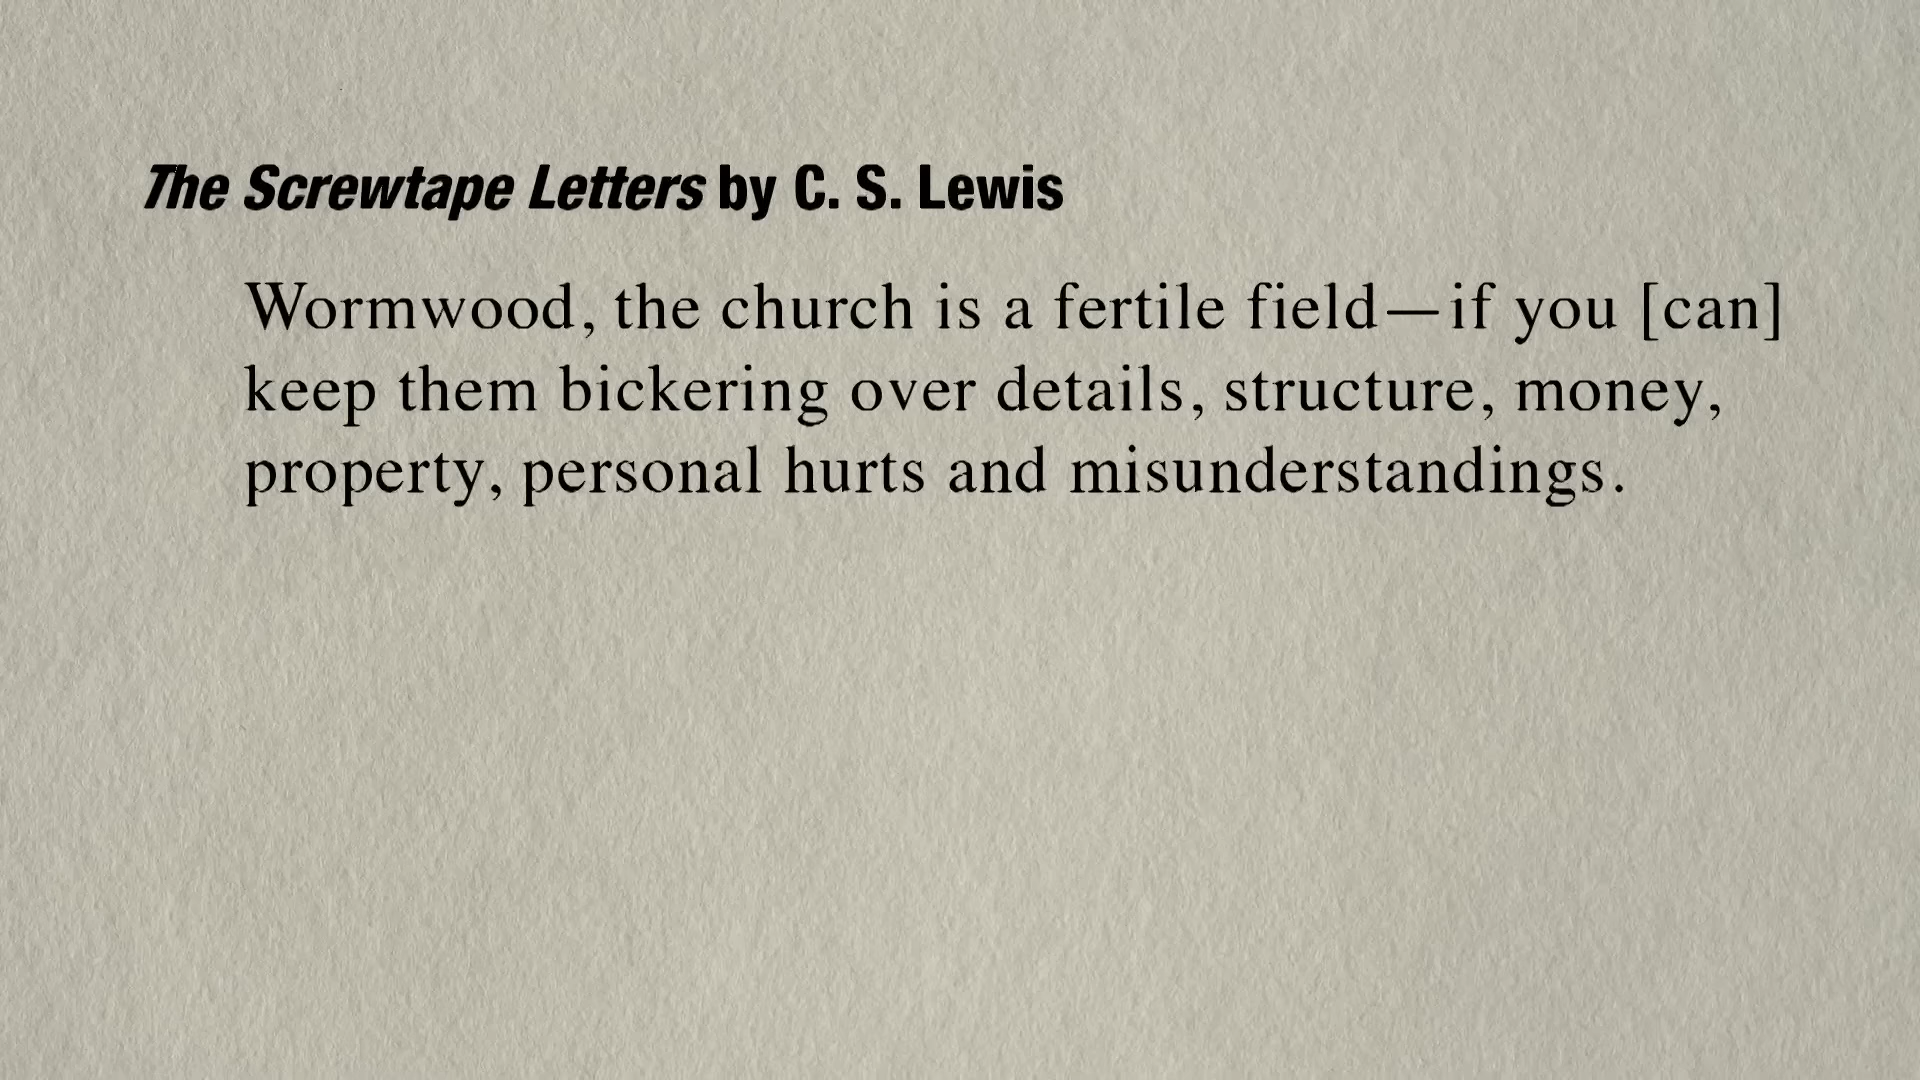 The Screwtape Letters by C. S. Lewis
Wormwood, the church is a fertile field—if you [can]
keep them bickering over details, structure, money,
property, personal hurts and misunderstandings.